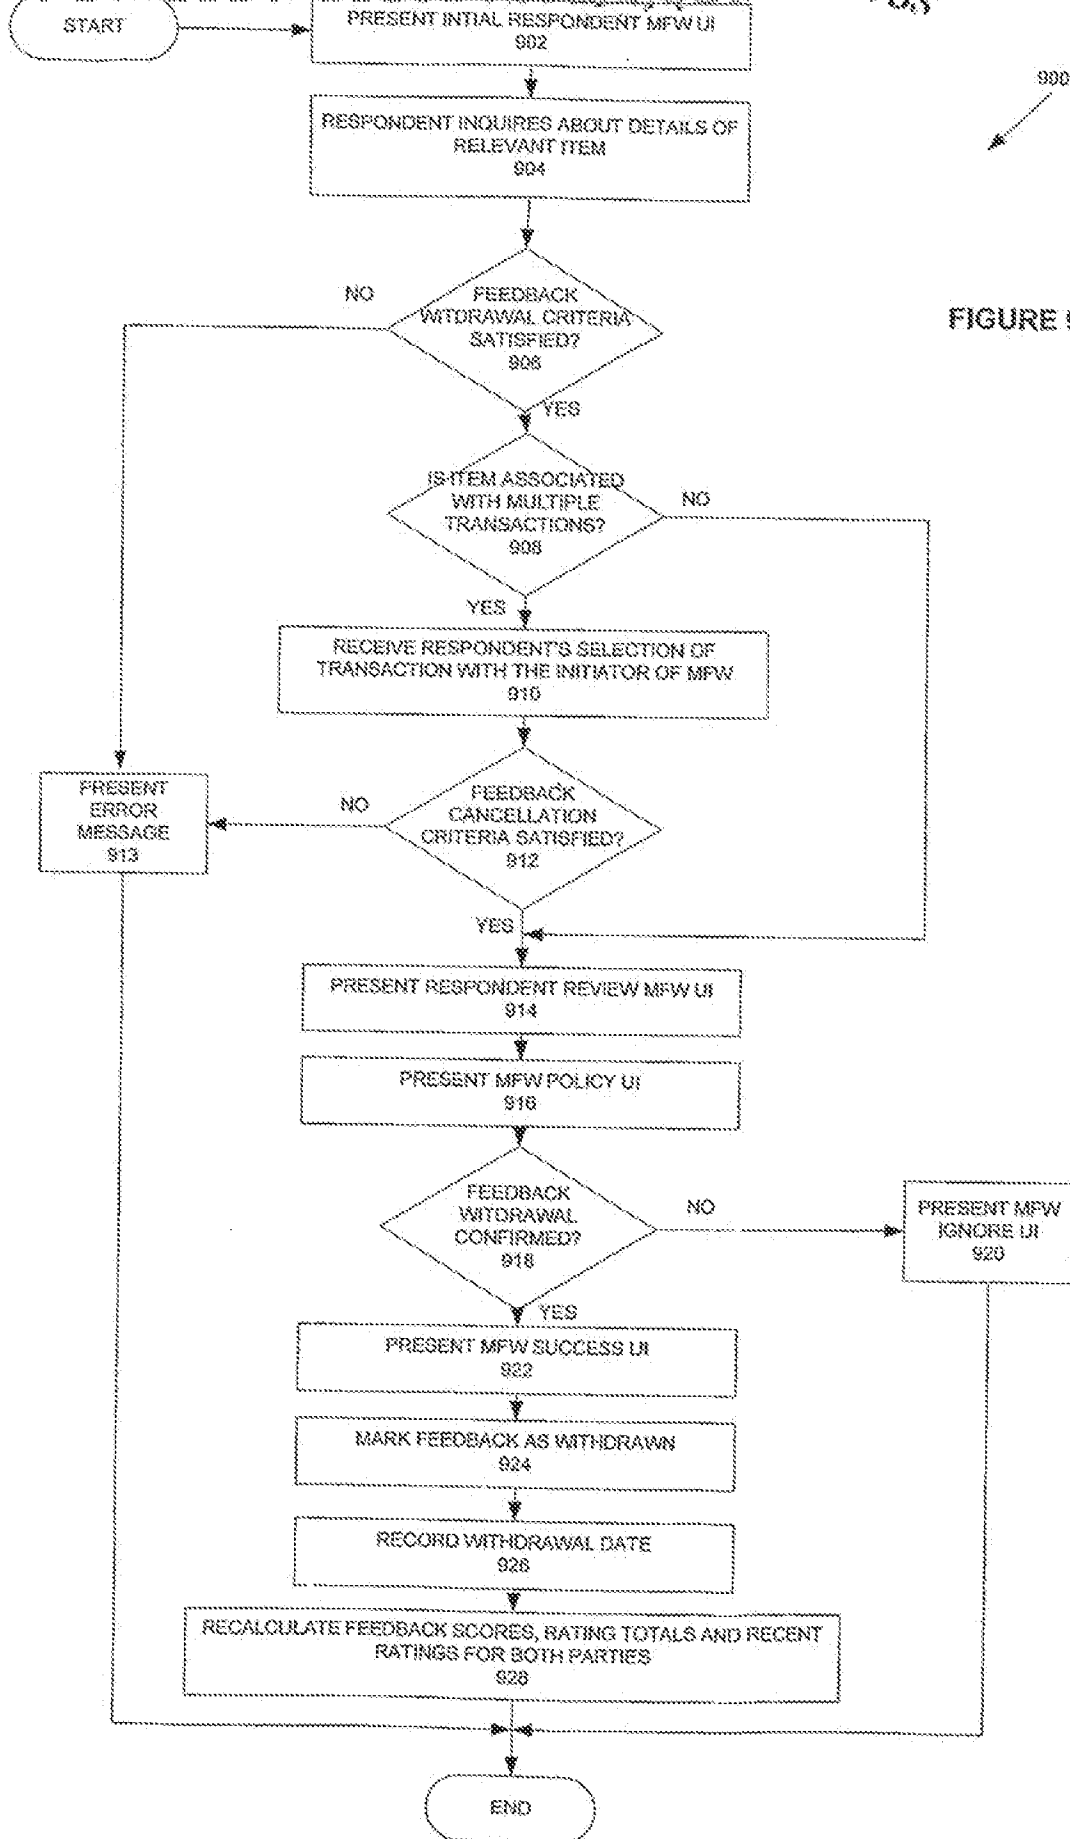 START
PRESENT INTIAL RESPONDENT MFW UI
902
900
RESPONDENT INQUIRES ABOUT DETAILS OF
RELEVANT ITEM
904
NO
FEEDBACK
WITDRAWAL CRITERIA
SATISFIED?
906
FIGURE 9
YES
IS ITEM ASSOCIATED
WITH MULTIPLE
TRANSACTIONS?
908
NO
YES
RECEIVE RESPONDENT'S SELECTION OF
TRANSACTION WITH THE INITIATOR OF MFW
910
PRESENT
ERROR
MESSAGE
913
NO
FEEDBACK
CANCELLATION
CRITERIA SATISFIED?
912
YES
PRESENT RESPONDENT REVIEW MFW UI
914
PRESENT MFW POLICY UI
916
FEEDBACK
WITDRAWAL
CONFIRMED?
918
NO
PRESENT MFW
IGNORE UI
920
YES
PRESENT MFW SUCCESS UI
922
MARK FEEDBACK AS WITHDRAWN
924
RECORD WITHDRAWAL DATE
926
RECALCULATE FEEDBACK SCORES, RATING TOTALS AND RECENT
RATINGS FOR BOTH PARTIES
928
END